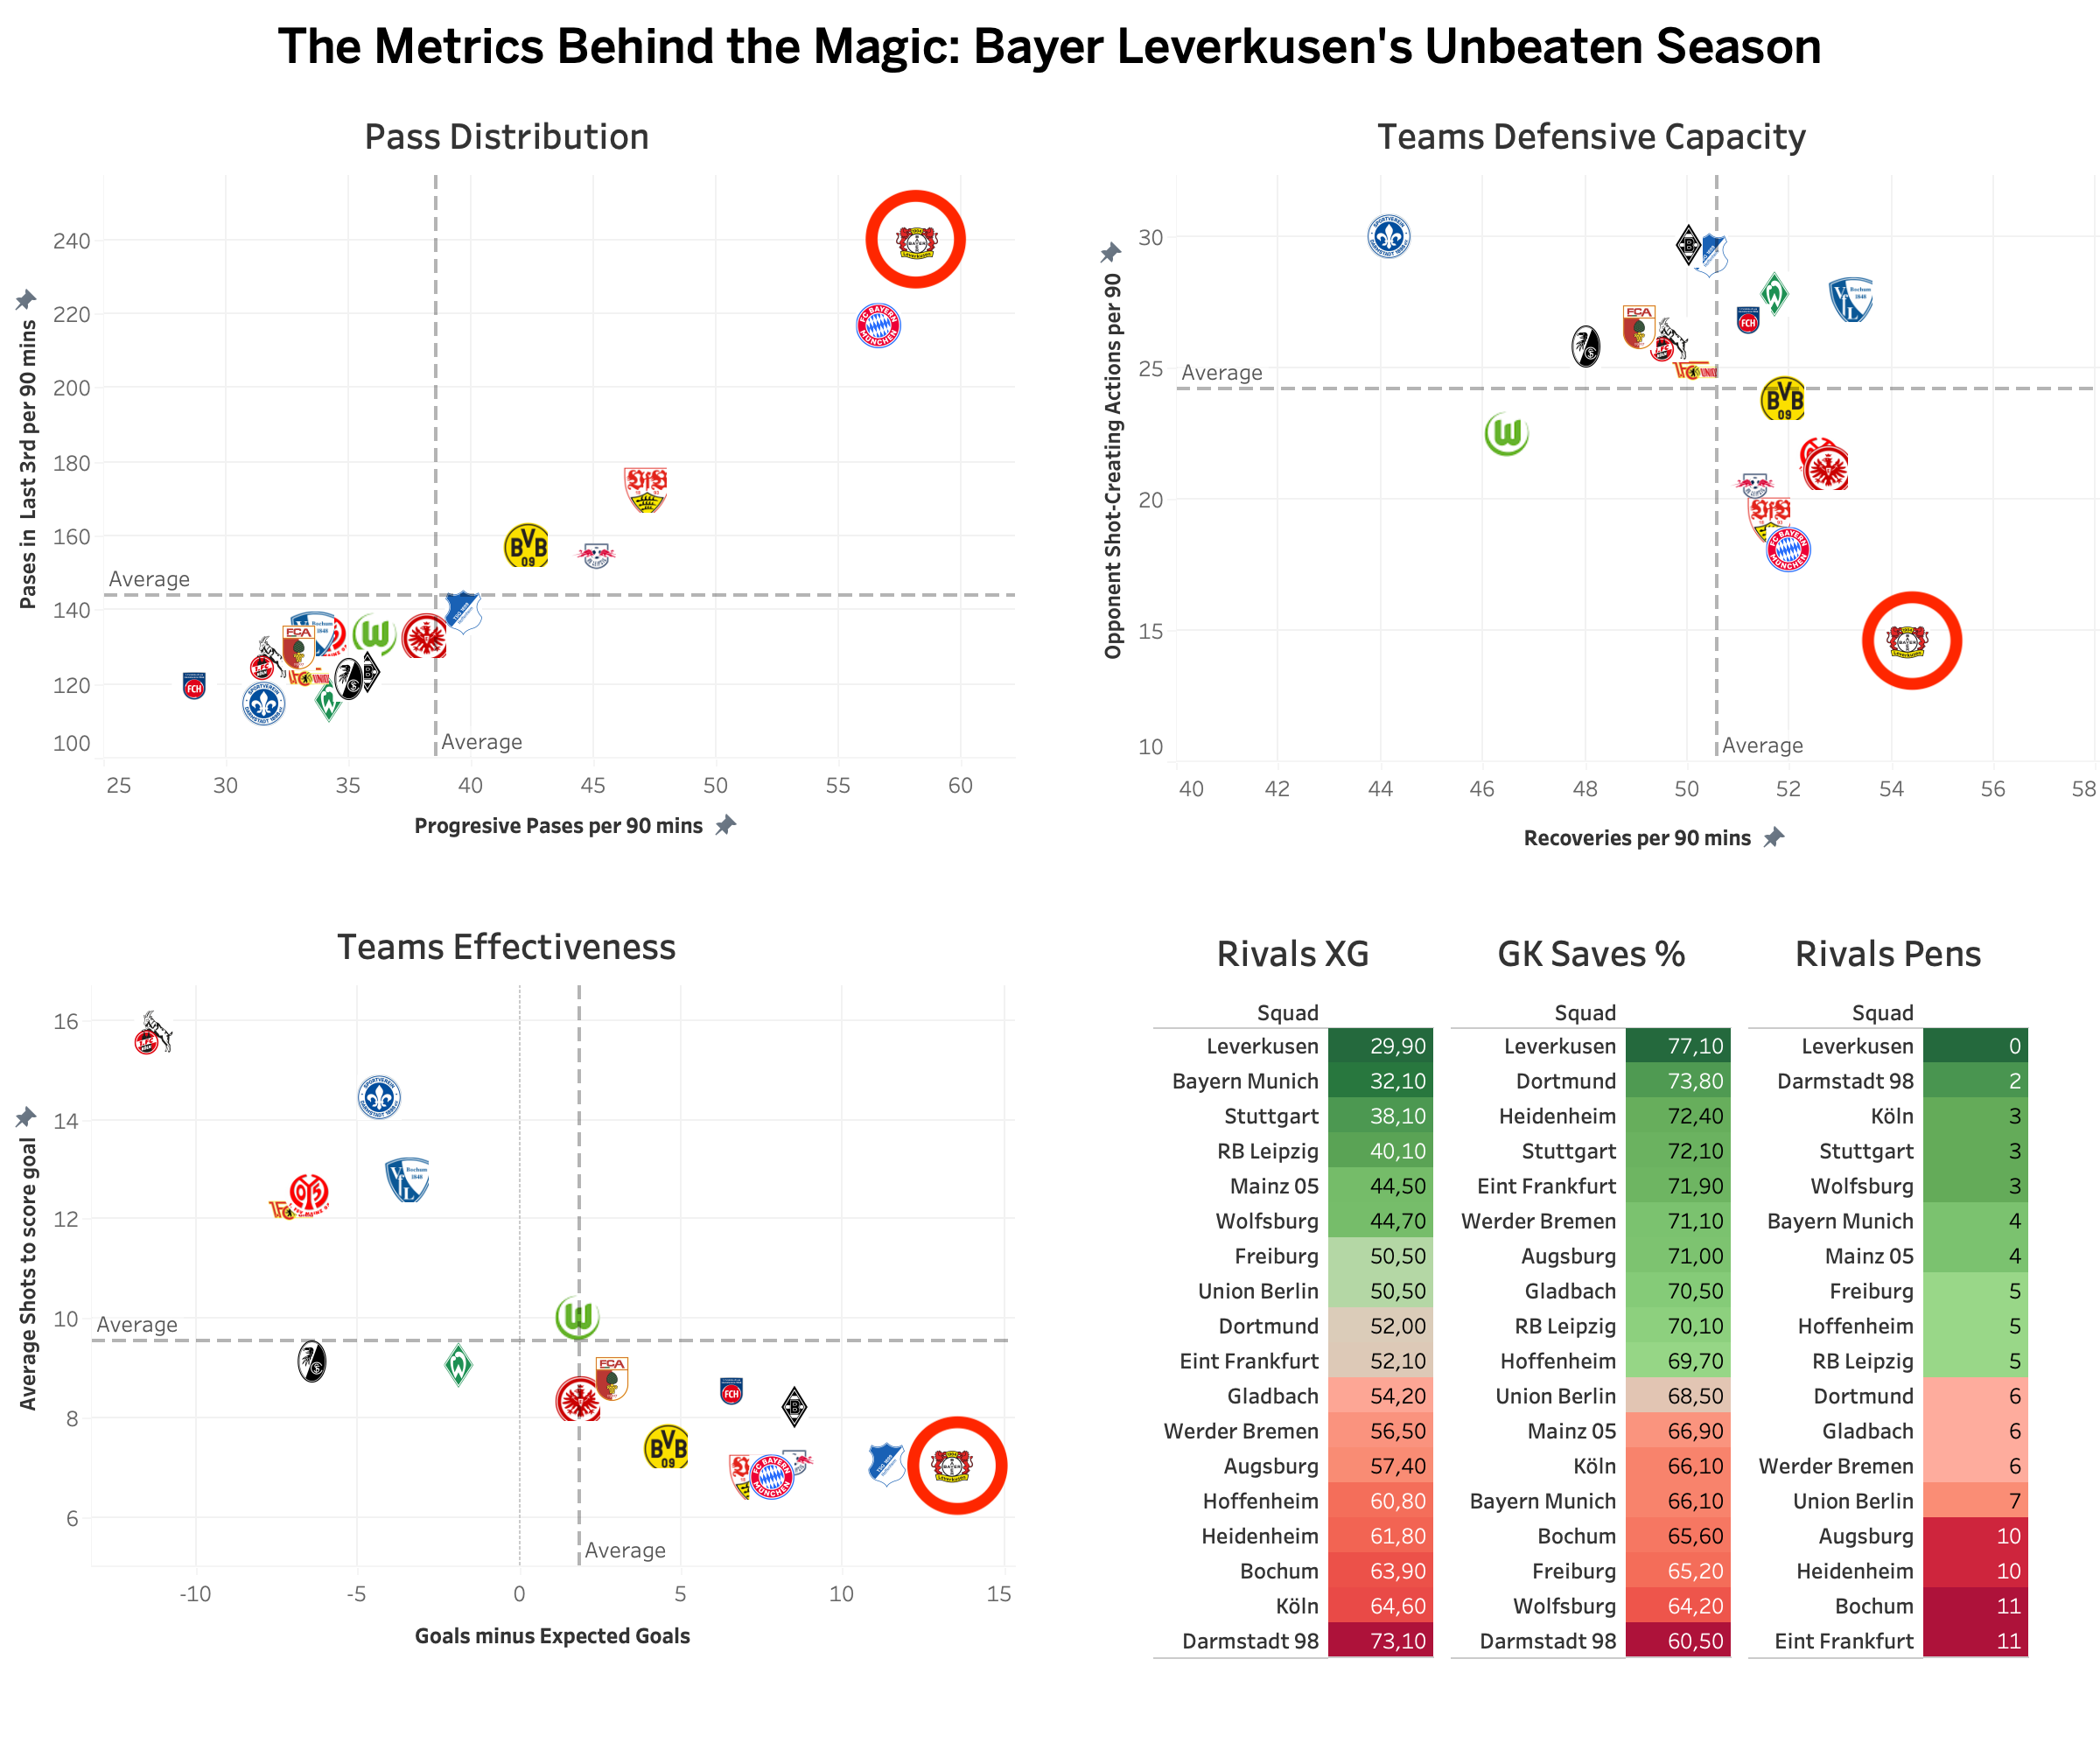 The Metrics Behind the Magic: Bayer Leverkusen's Unbeaten Season
Pass Distribution
Pases in Last 3rd per 90 mins
240
220
200
180
160
140
120
100
Average
Average
25 30 35 40 45 50 55 60
Progresive Pases per 90 mins
Teams Defensive Capacity
Opponent Shot-Creating Actions per 90
30
25
20
15
10
Average
Average
40 42 44 46 48 50 52 54 56 58
Recoveries per 90 mins
Teams Effectiveness
Average Shots to score goal
16
14
12
10
8
6
Average
Average
-10 -5 0 5 10 15
Goals minus Expected Goals
Rivals XG
Squad
Leverkusen 29,90
Bayern Munich 32,10
Stuttgart 38,10
RB Leipzig 40,10
Mainz 05 44,50
Wolfsburg 44,70
Freiburg 50,50
Union Berlin 50,50
Dortmund 52,00
Eint Frankfurt 52,10
Gladbach 54,20
Werder Bremen 56,50
Augsburg 57,40
Hoffenheim 60,80
Heidenheim 61,80
Bochum 63,90
Köln 64,60
Darmstadt 98 73,10
GK Saves %
Squad
Leverkusen 77,10
Dortmund 73,80
Heidenheim 72,40
Stuttgart 72,10
Eint Frankfurt 71,90
Werder Bremen 71,10
Augsburg 71,00
Gladbach 70,50
RB Leipzig 70,10
Hoffenheim 69,70
Union Berlin 68,50
Mainz 05 66,90
Köln 66,10
Bayern Munich 66,10
Bochum 65,60
Freiburg 65,20
Wolfsburg 64,20
Darmstadt 98 60,50
Rivals Pens
Squad
Leverkusen 0
Darmstadt 98 2
Köln 3
Stuttgart 3
Wolfsburg 3
Bayern Munich 4
Mainz 05 4
Freiburg 5
Hoffenheim 5
RB Leipzig 5
Dortmund 6
Gladbach 6
Werder Bremen 6
Union Berlin 7
Augsburg 10
Heidenheim 10
Bochum 11
Eint Frankfurt 11